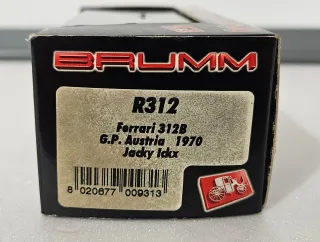 BRUMM
R312
Ferrari 312B
G.P. Austria 1970
Jacky Ickx
8 020677 009313